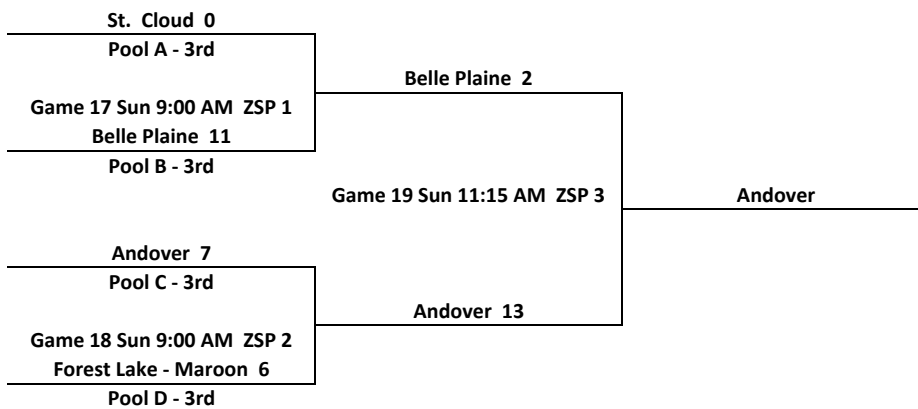 St. Cloud 0
Pool A - 3rd
Belle Plaine 2
Game 17 Sun 9:00 AM ZSP 1
Belle Plaine 11
Pool B - 3rd
Game 19 Sun 11:15 AM ZSP 3
Andover
Andover 7
Pool C - 3rd
Andover 13
Game 18 Sun 9:00 AM ZSP 2
Forest Lake - Maroon 6
Pool D - 3rd